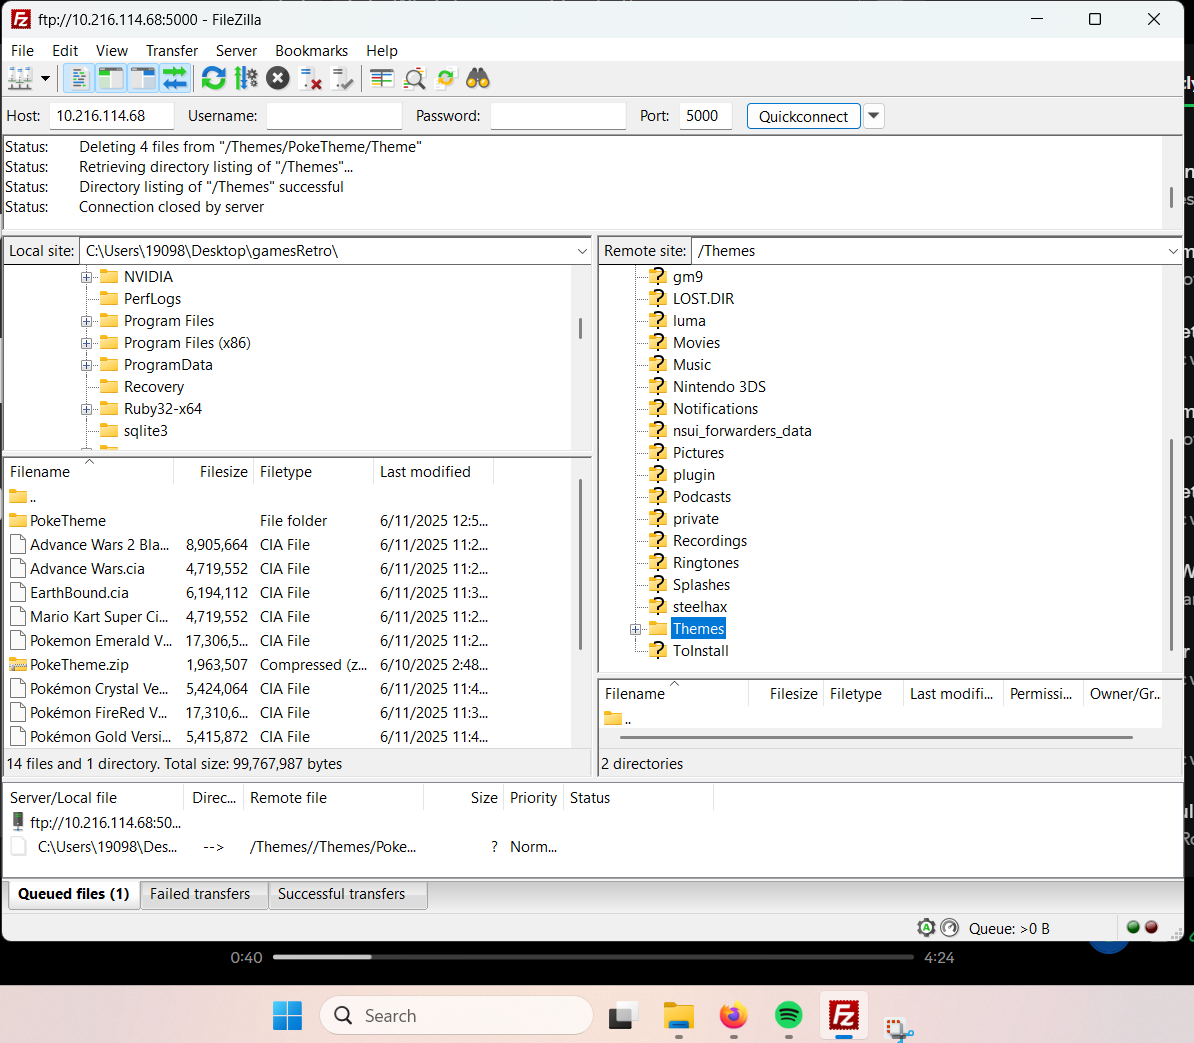 ftp://10.216.114.68:5000 - FileZilla
File Edit View Transfer Server Bookmarks Help
Host: 10.216.114.68 Username: Password: Port: 5000 Quickconnect
Status: Deleting 4 files from "/Themes/PokeTheme/Theme"
Status: Retrieving directory listing of "/Themes"...
Status: Directory listing of "/Themes" successful
Status: Connection closed by server
Local site: C:\Users\19098\Desktop\gamesRetro\
NVIDIA
PerfLogs
Program Files
Program Files (x86)
ProgramData
Recovery
Ruby32-x64
sqlite3
Filename Filesize Filetype Last modified
..
PokeTheme File folder 6/11/2025 12:5...
Advance Wars 2 Bla... 8,905,664 CIA File 6/11/2025 11:2...
Advance Wars.cia 4,719,552 CIA File 6/11/2025 11:2...
EarthBound.cia 6,194,112 CIA File 6/11/2025 11:3...
Mario Kart Super Ci... 4,719,552 CIA File 6/11/2025 11:2...
Pokemon Emerald V... 17,306,5... CIA File 6/11/2025 11:2...
PokeTheme.zip 1,963,507 Compressed (z... 6/10/2025 2:48...
Pokémon Crystal Ve... 5,424,064 CIA File 6/11/2025 11:4...
Pokémon FireRed V... 17,310,6... CIA File 6/11/2025 11:3...
Pokémon Gold Versi... 5,415,872 CIA File 6/11/2025 11:4...
14 files and 1 directory. Total size: 99,767,987 bytes
Remote site: /Themes
gm9
LOST.DIR
luma
Movies
Music
Nintendo 3DS
Notifications
nsui_forwarders_data
Pictures
plugin
Podcasts
private
Recordings
Ringtones
Splashes
steelhax
Themes
ToInstall
Filename Filesize Filetype Last modifi... Permissi... Owner/Gr...
..
2 directories
Server/Local file Direc... Remote file Size Priority Status
ftp://10.216.114.68:50...
C:\Users\19098\Des... --> /Themes//Themes/Poke... ? Norm...
Queued files (1) Failed transfers Successful transfers
Queue: >0 B
0:40 4:24
Search